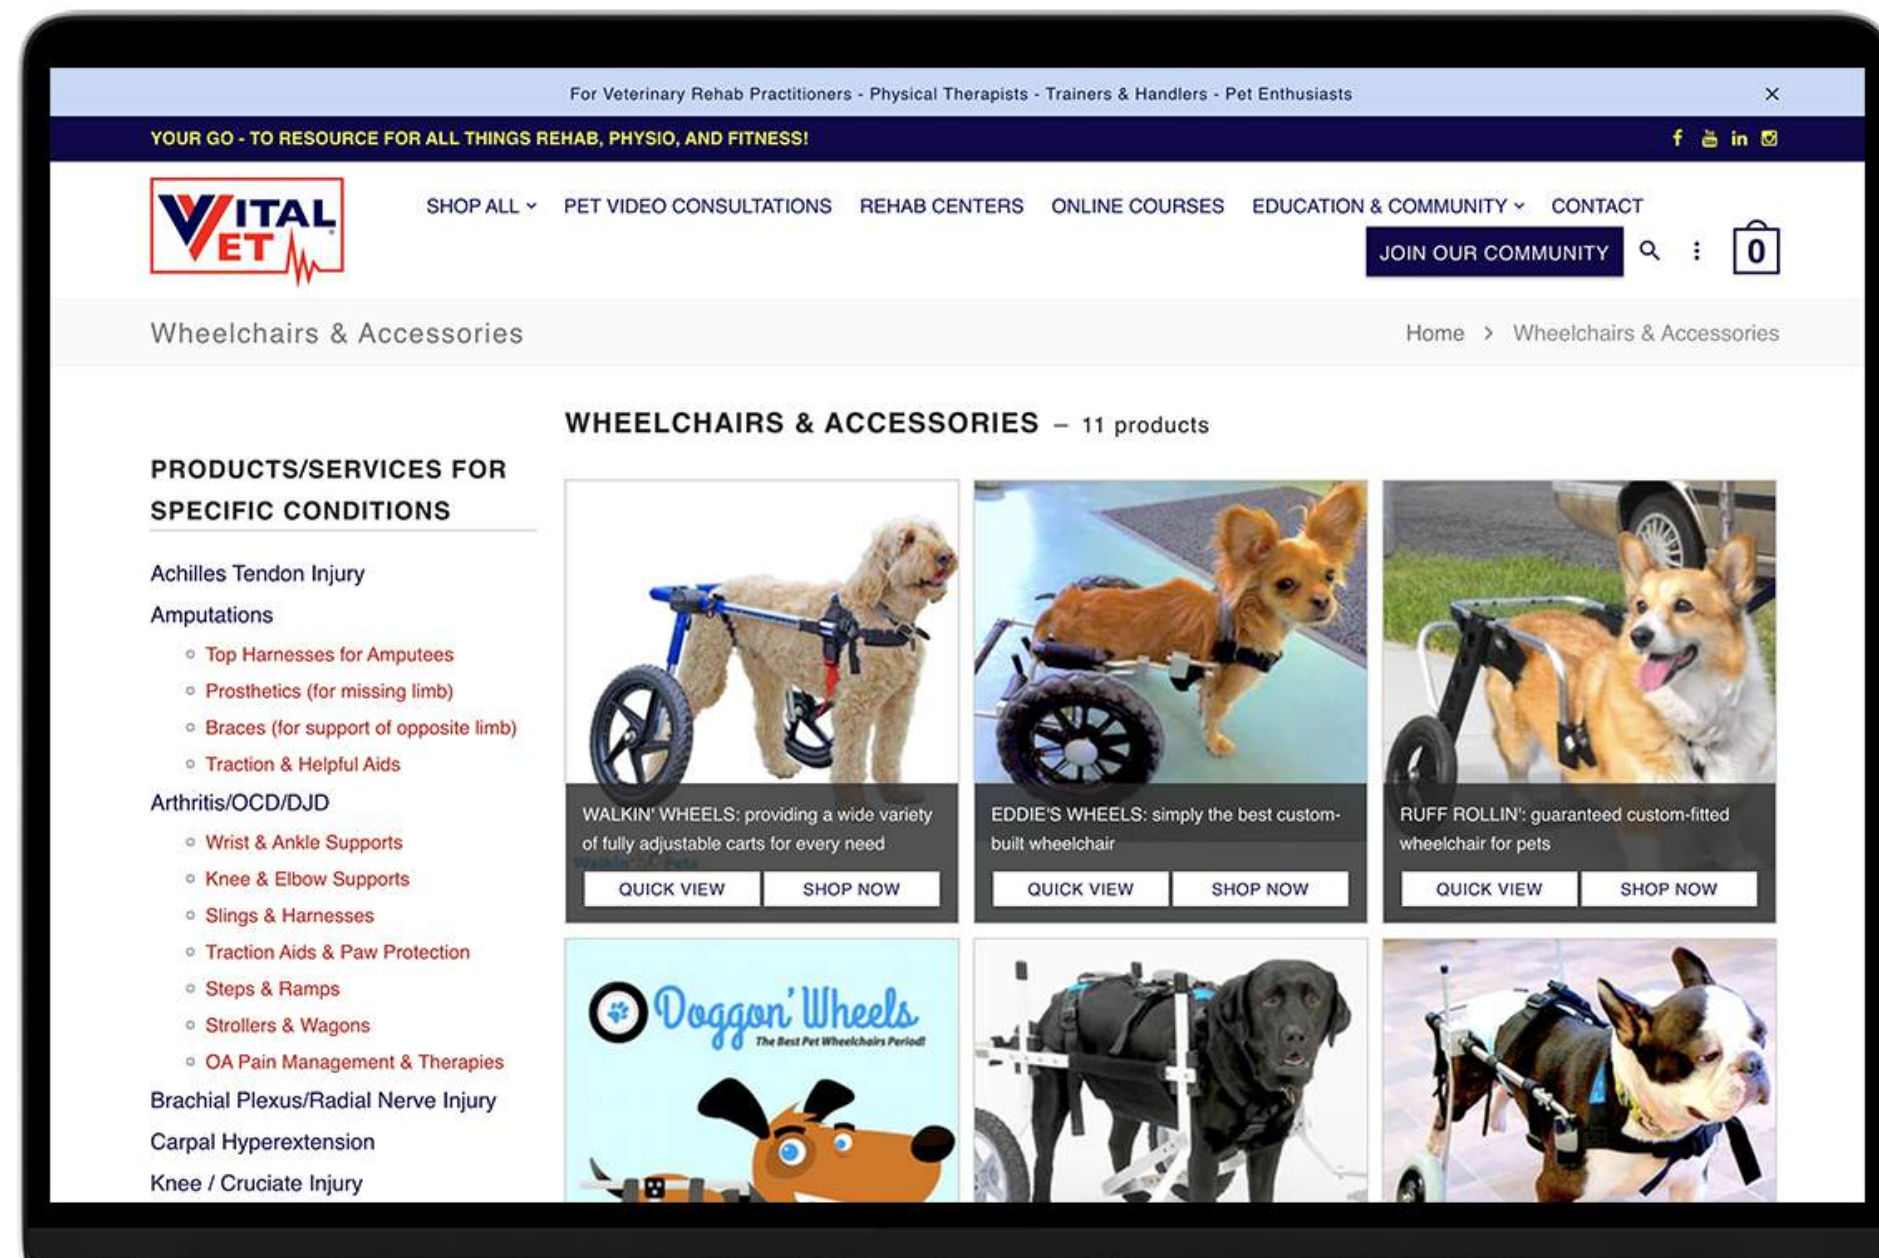 For Veterinary Rehab Practitioners - Physical Therapists - Trainers & Handlers - Pet Enthusiasts
YOUR GO - TO RESOURCE FOR ALL THINGS REHAB, PHYSIO, AND FITNESS!
VITAL
VET
SHOP ALL
PET VIDEO CONSULTATIONS
REHAB CENTERS
ONLINE COURSES
EDUCATION & COMMUNITY
CONTACT
JOIN OUR COMMUNITY
0
Wheelchairs & Accessories
Home > Wheelchairs & Accessories
PRODUCTS/SERVICES FOR
SPECIFIC CONDITIONS
Achilles Tendon Injury
Amputations
Top Harnesses for Amputees
Prosthetics (for missing limb)
Braces (for support of opposite limb)
Traction & Helpful Aids
Arthritis/OCD/DJD
Wrist & Ankle Supports
Knee & Elbow Supports
Slings & Harnesses
Traction Aids & Paw Protection
Steps & Ramps
Strollers & Wagons
OA Pain Management & Therapies
Brachial Plexus/Radial Nerve Injury
Carpal Hyperextension
Knee / Cruciate Injury
WHEELCHAIRS & ACCESSORIES – 11 products
WALKIN' WHEELS: providing a wide variety
of fully adjustable carts for every need
Walkin' Pets
QUICK VIEW
SHOP NOW
EDDIE'S WHEELS: simply the best custom-
built wheelchair
QUICK VIEW
SHOP NOW
RUFF ROLLIN': guaranteed custom-fitted
wheelchair for pets
QUICK VIEW
SHOP NOW
Doggon' Wheels
The Best Pet Wheelchairs Period!